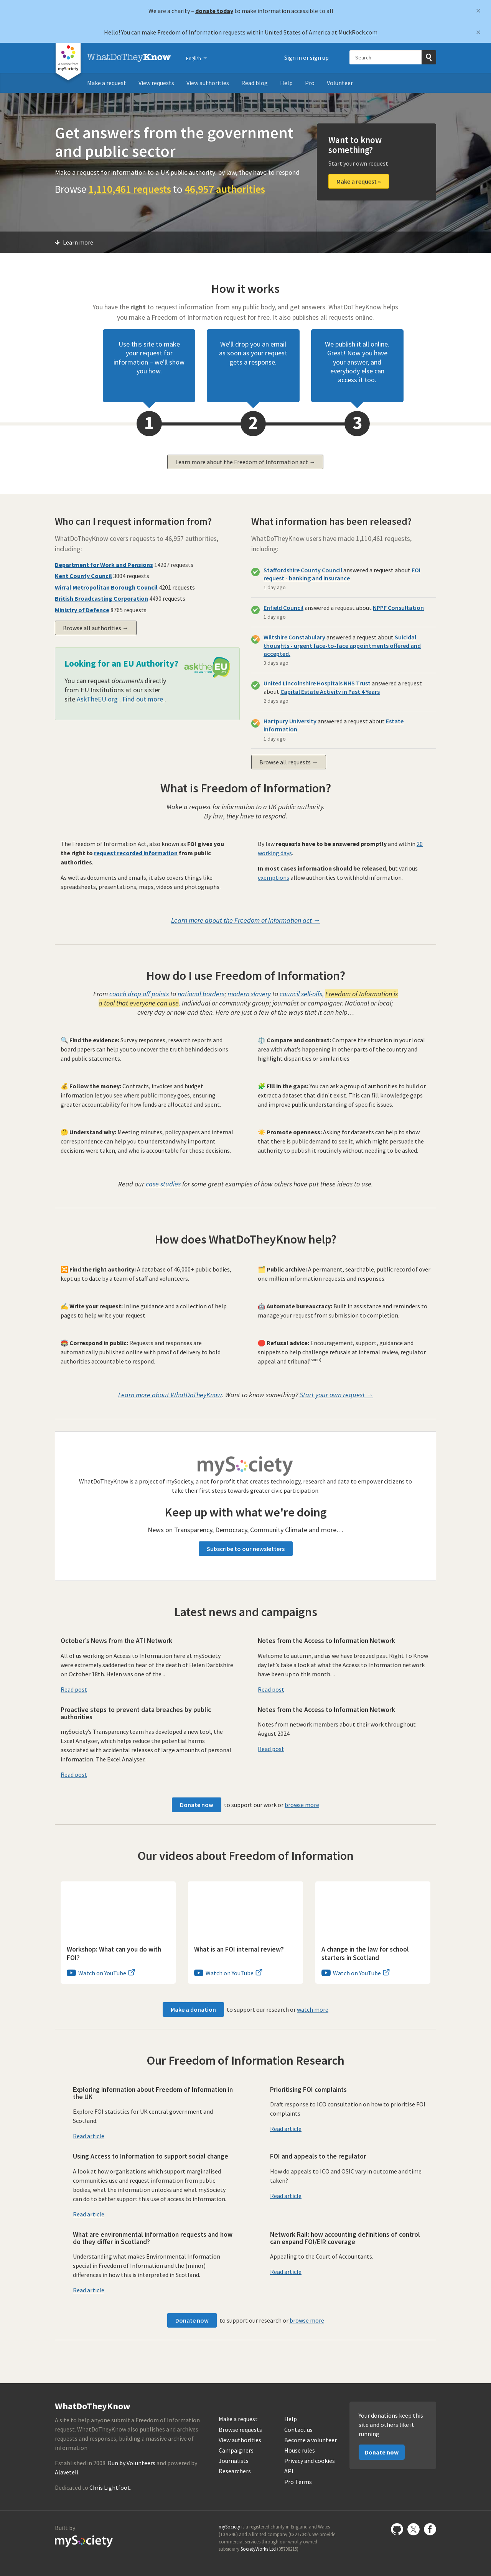 We are a charity – donate today to make information accessible to all
×
Hello! You can make Freedom of Information requests within United States of America at MuckRock.com
×
A project of mySociety
WhatDoTheyKnow
English
Sign in or sign up
Search
Make a request
View requests
View authorities
Read blog
Help
Pro
Volunteer
Get answers from the government
and public sector
Make a request for information to a UK public authority: by law, they have to respond
Browse 1,110,461 requests to 46,957 authorities
Want to know
something?
Start your own request
Make a request »
Learn more
How it works
You have the right to request information from any public body, and get answers. WhatDoTheyKnow helps
you make a Freedom of Information request for free. It also publishes all requests online.
Use this site to make
your request for
information – we'll show
you how.
We'll drop you an email
as soon as your request
gets a response.
We publish it all online.
Great! Now you have
your answer, and
everybody else can
access it too.
1
2
3
Learn more about the Freedom of Information act →
Who can I request information from?
WhatDoTheyKnow covers requests to 46,957 authorities,
including:
Department for Work and Pensions 14207 requests
Kent County Council 3004 requests
Wirral Metropolitan Borough Council 4201 requests
British Broadcasting Corporation 4490 requests
Ministry of Defence 8765 requests
Browse all authorities →
Looking for an EU Authority?
asktheEU
You can request documents directly
from EU Institutions at our sister
site AskTheEU.org . Find out more .
What information has been released?
WhatDoTheyKnow users have made 1,110,461 requests,
including:
Staffordshire County Council answered a request about FOI
request - banking and insurance
1 day ago
Enfield Council answered a request about NPPF Consultation
1 day ago
Wiltshire Constabulary answered a request about Suicidal
thoughts - urgent face-to-face appointments offered and
accepted.
3 days ago
United Lincolnshire Hospitals NHS Trust answered a request
about Capital Estate Activity in Past 4 Years
2 days ago
Hartpury University answered a request about Estate
information
1 day ago
Browse all requests →
What is Freedom of Information?
Make a request for information to a UK public authority.
By law, they have to respond.
The Freedom of Information Act, also known as FOI gives you
the right to request recorded information from public
authorities.
As well as documents and emails, it also covers things like
spreadsheets, presentations, maps, videos and photographs.
By law requests have to be answered promptly and within 20
working days.
In most cases information should be released, but various
exemptions allow authorities to withhold information.
Learn more about the Freedom of Information act →
How do I use Freedom of Information?
From coach drop off points to national borders; modern slavery to council sell-offs, Freedom of Information is
a tool that everyone can use. Individual or community group; journalist or campaigner. National or local;
every day or now and then. Here are just a few of the ways that it can help…
🔍 Find the evidence: Survey responses, research reports and
board papers can help you to uncover the truth behind decisions
and public statements.
⚖️ Compare and contrast: Compare the situation in your local
area with what's happening in other parts of the country and
highlight disparities or similarities.
💰 Follow the money: Contracts, invoices and budget
information let you see where public money goes, ensuring
greater accountability for how funds are allocated and spent.
🧩 Fill in the gaps: You can ask a group of authorities to build or
extract a dataset that didn't exist. This can fill knowledge gaps
and improve public understanding of specific issues.
🤔 Understand why: Meeting minutes, policy papers and internal
correspondence can help you to understand why important
decisions were taken, and who is accountable for those decisions.
☀️ Promote openness: Asking for datasets can help to show
that there is public demand to see it, which might persuade the
authority to publish it routinely without needing to be asked.
Read our case studies for some great examples of how others have put these ideas to use.
How does WhatDoTheyKnow help?
🔀 Find the right authority: A database of 46,000+ public bodies,
kept up to date by a team of staff and volunteers.
🗂️ Public archive: A permanent, searchable, public record of over
one million information requests and responses.
✍️ Write your request: Inline guidance and a collection of help
pages to help write your request.
🤖 Automate bureaucracy: Built in assistance and reminders to
manage your request from submission to completion.
📮 Correspond in public: Requests and responses are
automatically published online with proof of delivery to hold
authorities accountable to respond.
🛑 Refusal advice: Encouragement, support, guidance and
snippets to help challenge refusals at internal review, regulator
appeal and tribunal[soon!].
Learn more about WhatDoTheyKnow. Want to know something? Start your own request →
mySociety
WhatDoTheyKnow is a project of mySociety, a not for profit that creates technology, research and data to empower citizens to
take their first steps towards greater civic participation.
Keep up with what we're doing
News on Transparency, Democracy, Community Climate and more…
Subscribe to our newsletters
Latest news and campaigns
October's News from the ATI Network
All of us working on Access to Information here at mySociety
were extremely saddened to hear of the death of Helen Darbishire
on October 18th. Helen was one of the...
Read post
Notes from the Access to Information Network
Welcome to autumn, and as we have breezed past Right To Know
day let's take a look at what the Access to Information network
have been up to this month....
Read post
Proactive steps to prevent data breaches by public
authorities
mySociety's Transparency team has developed a new tool, the
Excel Analyser, which helps reduce the potential harms
associated with accidental releases of large amounts of personal
information. The Excel Analyser...
Read post
Notes from the Access to Information Network
Notes from network members about their work throughout
August 2024
Read post
Donate now to support our work or browse more
Our videos about Freedom of Information
Workshop: What can you do with
FOI?
Watch on YouTube
What is an FOI internal review?
Watch on YouTube
A change in the law for school
starters in Scotland
Watch on YouTube
Make a donation to support our research or watch more
Our Freedom of Information Research
Exploring information about Freedom of Information in
the UK
Explore FOI statistics for UK central government and
Scotland.
Read article
Prioritising FOI complaints
Draft response to ICO consultation on how to prioritise FOI
complaints
Read article
Using Access to Information to support social change
A look at how organisations which support marginalised
communities use and request information from public
bodies, what the information unlocks and what mySociety
can do to better support this use of access to information.
Read article
FOI and appeals to the regulator
How do appeals to ICO and OSIC vary in outcome and time
taken?
Read article
What are environmental information requests and how
do they differ in Scotland?
Understanding what makes Environmental Information
special in Freedom of Information and the (minor)
differences in how this is interpreted in Scotland.
Read article
Network Rail: how accounting definitions of control
can expand FOI/EIR coverage
Appealing to the Court of Accountants.
Read article
Donate now to support our research or browse more
WhatDoTheyKnow
A site to help anyone submit a Freedom of Information
request. WhatDoTheyKnow also publishes and archives
requests and responses, building a massive archive of
information.
Established in 2008. Run by Volunteers and powered by
Alaveteli.
Dedicated to Chris Lightfoot.
Make a request
Browse requests
View authorities
Campaigners
Journalists
Researchers
Help
Contact us
Become a volunteer
House rules
Privacy and cookies
API
Pro Terms
Your donations keep this
site and others like it
running
Donate now
Built by
mySociety
mySociety is a registered charity in England and Wales
(1076346) and a limited company (03277032). We provide
commercial services through our wholly owned
subsidiary SocietyWorks Ltd (05798215).